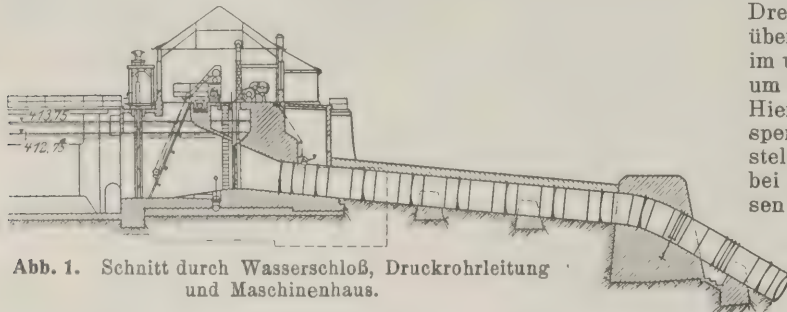 413,75
412,75
Abb. 1. Schnitt durch Wasserschloß, Druckrohrleitung
und Maschinenhaus.
Dre
über
im u
um
Hier
sper
stel
bei
sen